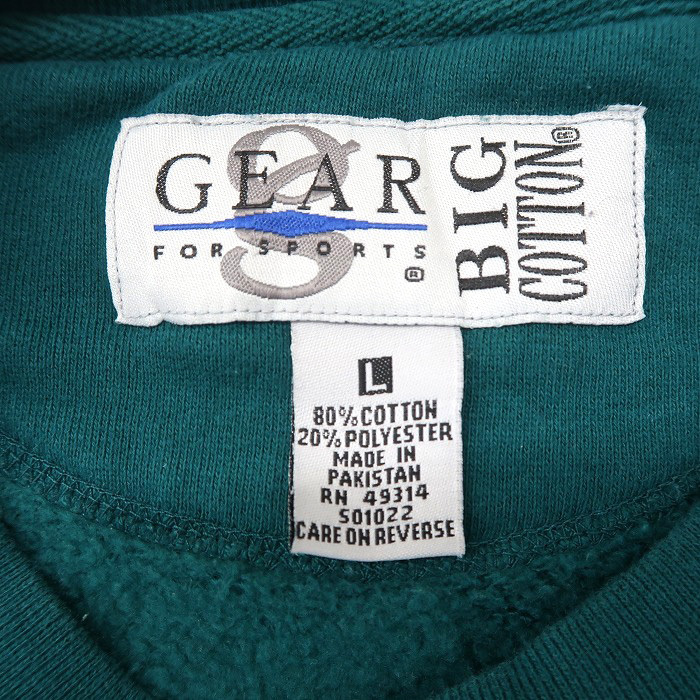 g
GEAR
FOR SPORTS
®
BIG
COTTON®
L
80% COTTON
20% POLYESTER
MADE IN
PAKISTAN
RN 49314
S01022
CARE ON REVERSE